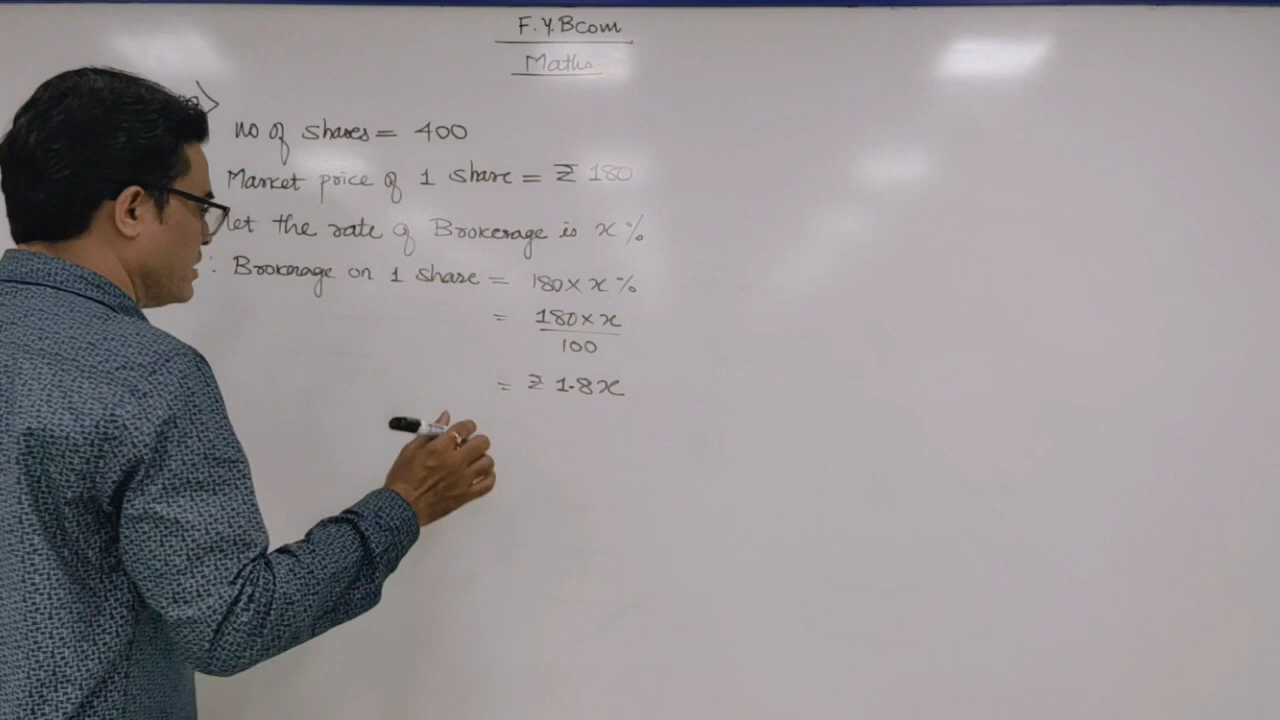 F.Y.Bcom
Maths
no of shares = 400
Market price of 1 share = ₹ 180
let the rate of Brokerage is x %
∴ Brokerage on 1 share = 180 × x %
= 180 × x
100
= ₹ 1.8x